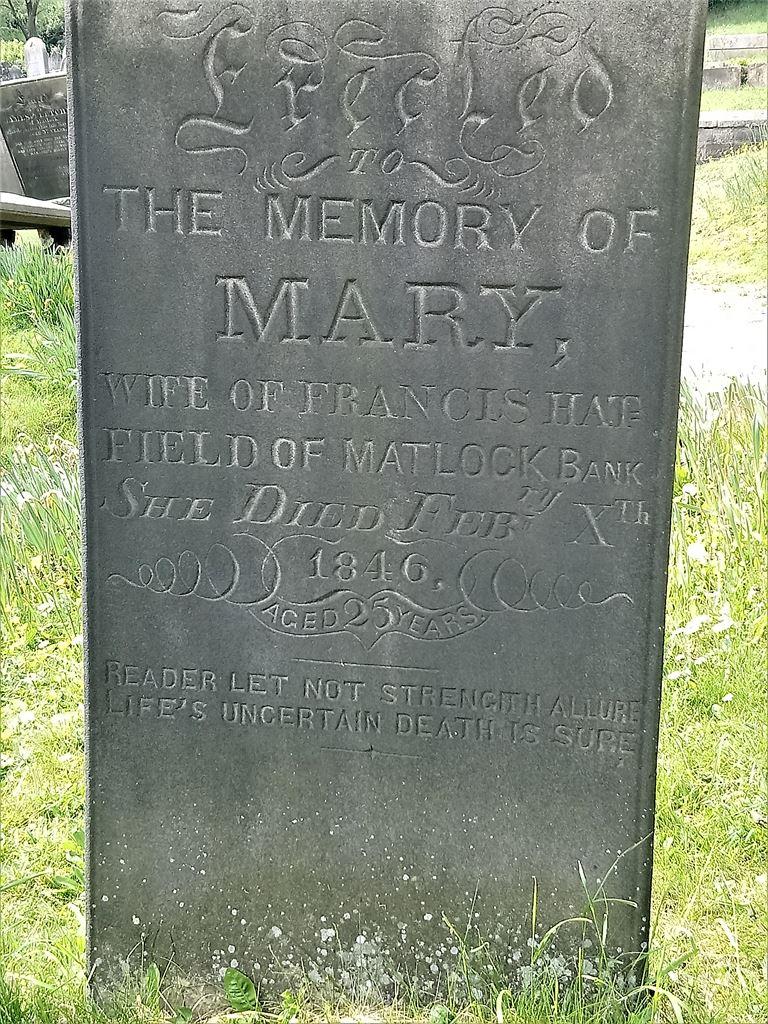 Erected
TO
THE MEMORY OF
MARY,
WIFE OF FRANCIS HAT-
FIELD OF MATLOCK BANK
SHE DIED FEBRY XTH
1846,
AGED 25 YEARS
READER LET NOT STRENGTH ALLURE
LIFE'S UNCERTAIN DEATH IS SURE